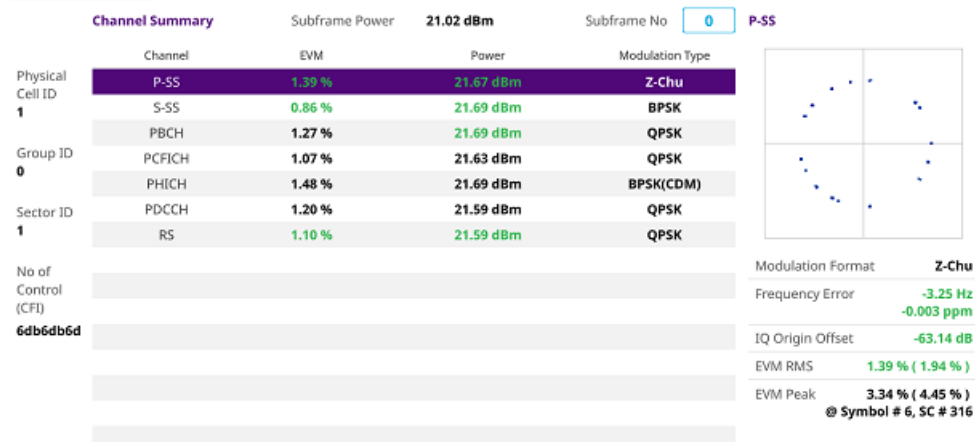 Channel Summary Subframe Power 21.02 dBm Subframe No 0 P-SS
Channel EVM Power Modulation Type
Physical
Cell ID
1
P-SS 1.39 % 21.67 dBm Z-Chu
S-SS 0.86 % 21.69 dBm BPSK
PBCH 1.27 % 21.69 dBm QPSK
Group ID
0
PCFICH 1.07 % 21.63 dBm QPSK
PHICH 1.48 % 21.69 dBm BPSK(CDM)
Sector ID
1
PDCCH 1.20 % 21.59 dBm QPSK
RS 1.10 % 21.59 dBm QPSK
No of
Control
(CFI)
6db6db6d
Modulation Format Z-Chu
Frequency Error -3.25 Hz
-0.003 ppm
IQ Origin Offset -63.14 dB
EVM RMS 1.39 % ( 1.94 % )
EVM Peak 3.34 % ( 4.45 % )
@ Symbol # 6, SC # 316